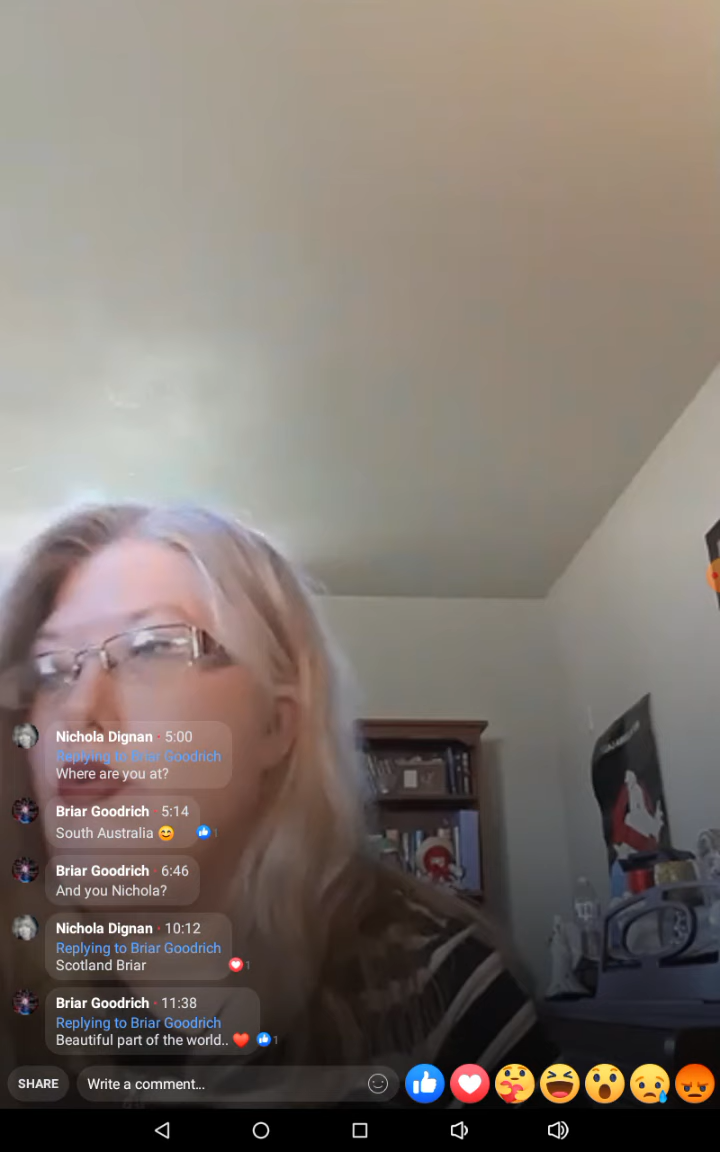 Nichola Dignan · 5:00
Replying to Briar Goodrich
Where are you at?
Briar Goodrich · 5:14
South Australia 😊 1
Briar Goodrich · 6:46
And you Nichola?
Nichola Dignan · 10:12
Replying to Briar Goodrich
Scotland Briar 1
Briar Goodrich · 11:38
Replying to Briar Goodrich
Beautiful part of the world.. ❤️ 1
SHARE
Write a comment...